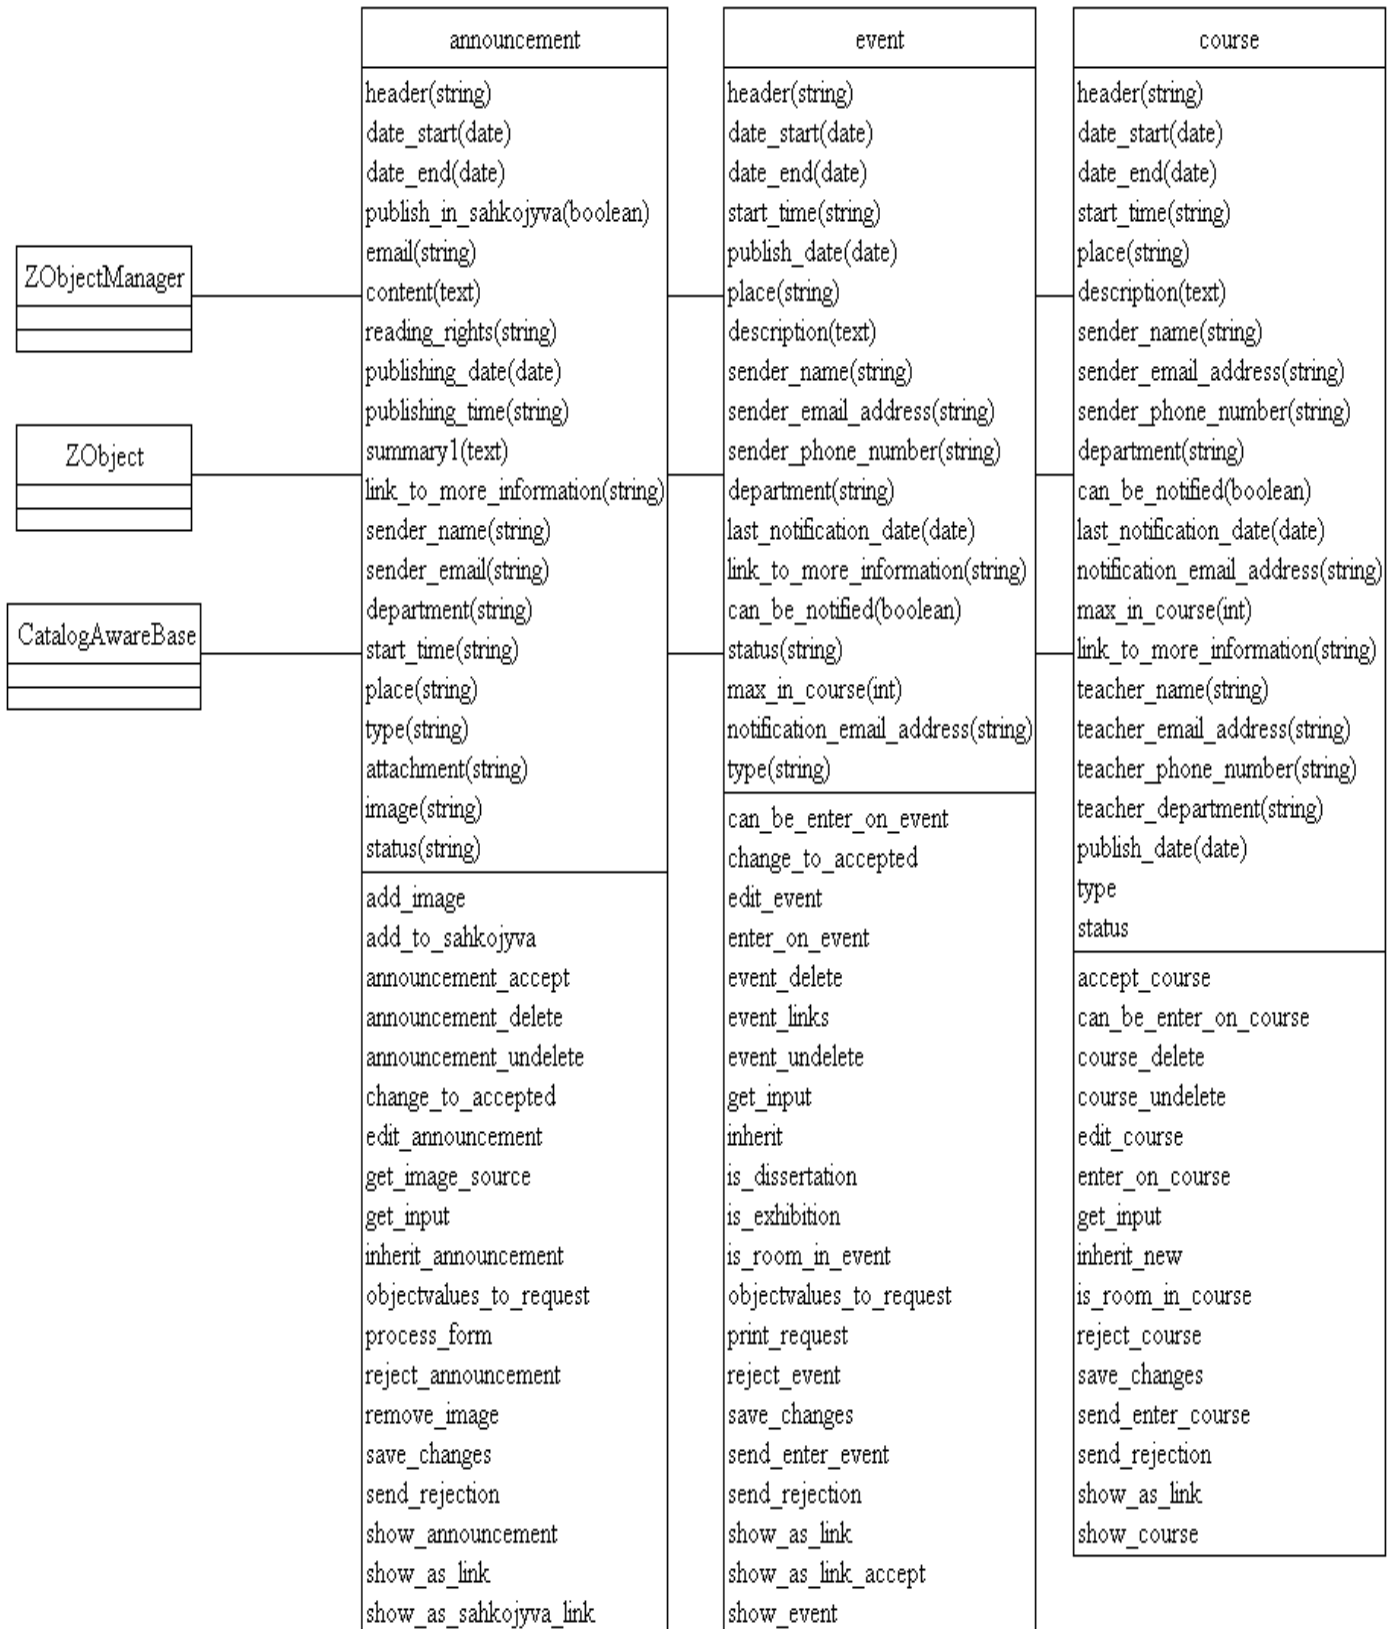 ZObjectManager
ZObject
CatalogAwareBase
announcement
header(string)
date_start(date)
date_end(date)
publish_in_sahkojyva(boolean)
email(string)
content(text)
reading_rights(string)
publishing_date(date)
publishing_time(string)
summary1(text)
link_to_more_information(string)
sender_name(string)
sender_email(string)
department(string)
start_time(string)
place(string)
type(string)
attachment(string)
image(string)
status(string)
add_image
add_to_sahkojyva
announcement_accept
announcement_delete
announcement_undelete
change_to_accepted
edit_announcement
get_image_source
get_input
inherit_announcement
objectvalues_to_request
process_form
reject_announcement
remove_image
save_changes
send_rejection
show_announcement
show_as_link
show_as_sahkojyva_link
event
header(string)
date_start(date)
date_end(date)
start_time(string)
publish_date(date)
place(string)
description(text)
sender_name(string)
sender_email_address(string)
sender_phone_number(string)
department(string)
last_notification_date(date)
link_to_more_information(string)
can_be_notified(boolean)
status(string)
max_in_course(int)
notification_email_address(string)
type(string)
can_be_enter_on_event
change_to_accepted
edit_event
enter_on_event
event_delete
event_links
event_undelete
get_input
inherit
is_dissertation
is_exhibition
is_room_in_event
objectvalues_to_request
print_request
reject_event
save_changes
send_enter_event
send_rejection
show_as_link
show_as_link_accept
show_event
course
header(string)
date_start(date)
date_end(date)
start_time(string)
place(string)
description(text)
sender_name(string)
sender_email_address(string)
sender_phone_number(string)
department(string)
can_be_notified(boolean)
last_notification_date(date)
notification_email_address(string)
max_in_course(int)
link_to_more_information(string)
teacher_name(string)
teacher_email_address(string)
teacher_phone_number(string)
teacher_department(string)
publish_date(date)
type
status
accept_course
can_be_enter_on_course
course_delete
course_undelete
edit_course
enter_on_course
get_input
inherit_new
is_room_in_course
reject_course
save_changes
send_enter_course
send_rejection
show_as_link
show_course